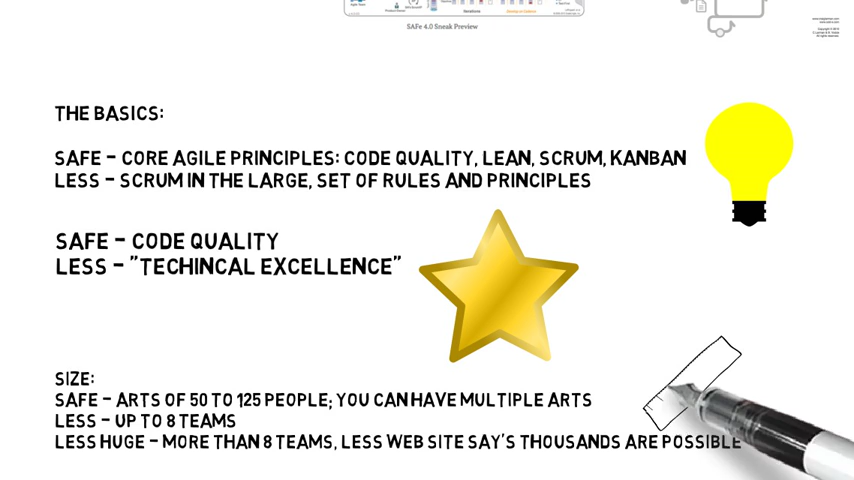 SAFe 4.0 Sneak Preview
THE BASICS:
SAFE – CORE AGILE PRINCIPLES: CODE QUALITY, LEAN, SCRUM, KANBAN
LESS – SCRUM IN THE LARGE, SET OF RULES AND PRINCIPLES
SAFE – CODE QUALITY
LESS – "TECHINCAL EXCELLENCE"
SIZE:
SAFE – ARTS OF 50 TO 125 PEOPLE; YOU CAN HAVE MULTIPLE ARTS
LESS – UP TO 8 TEAMS
LESS HUGE – MORE THAN 8 TEAMS, LESS WEB SITE SAY'S THOUSANDS ARE POSSIBLE